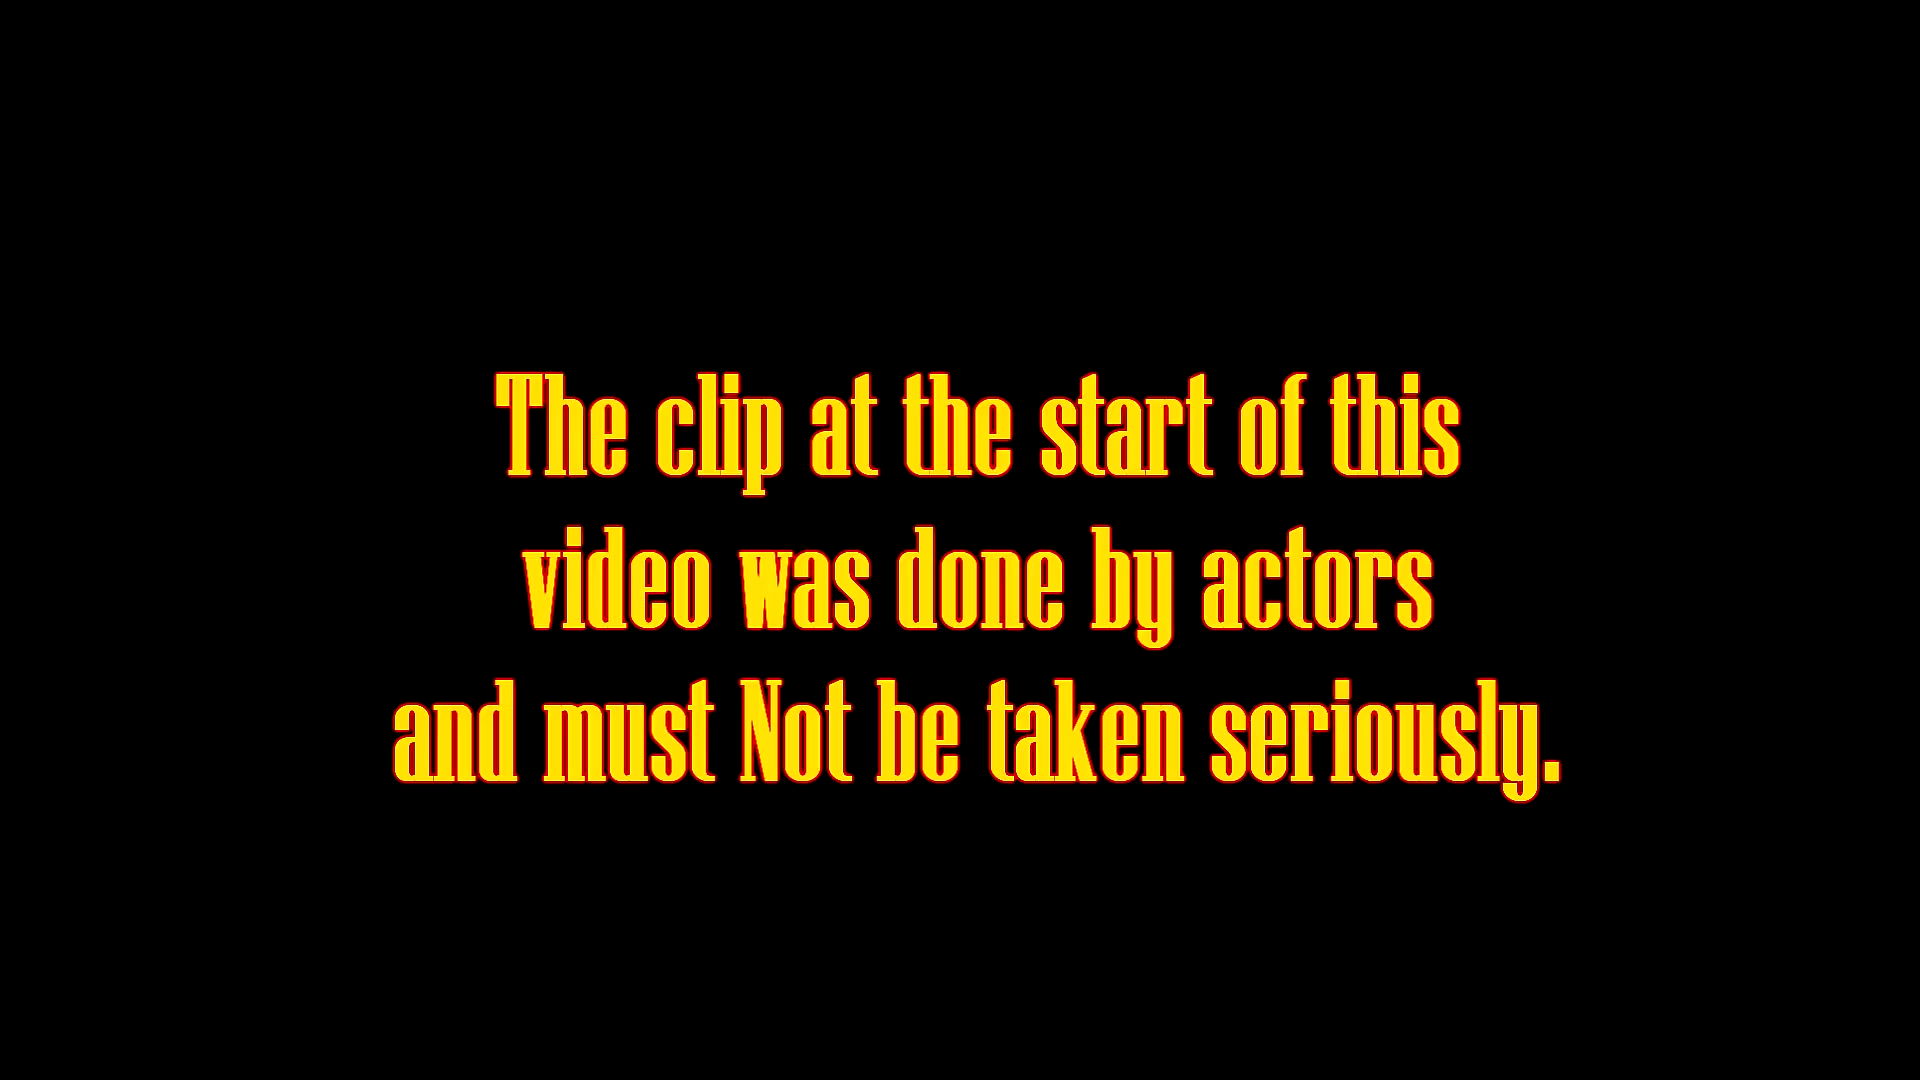 The clip at the start of this
video was done by actors
and must Not be taken seriously.